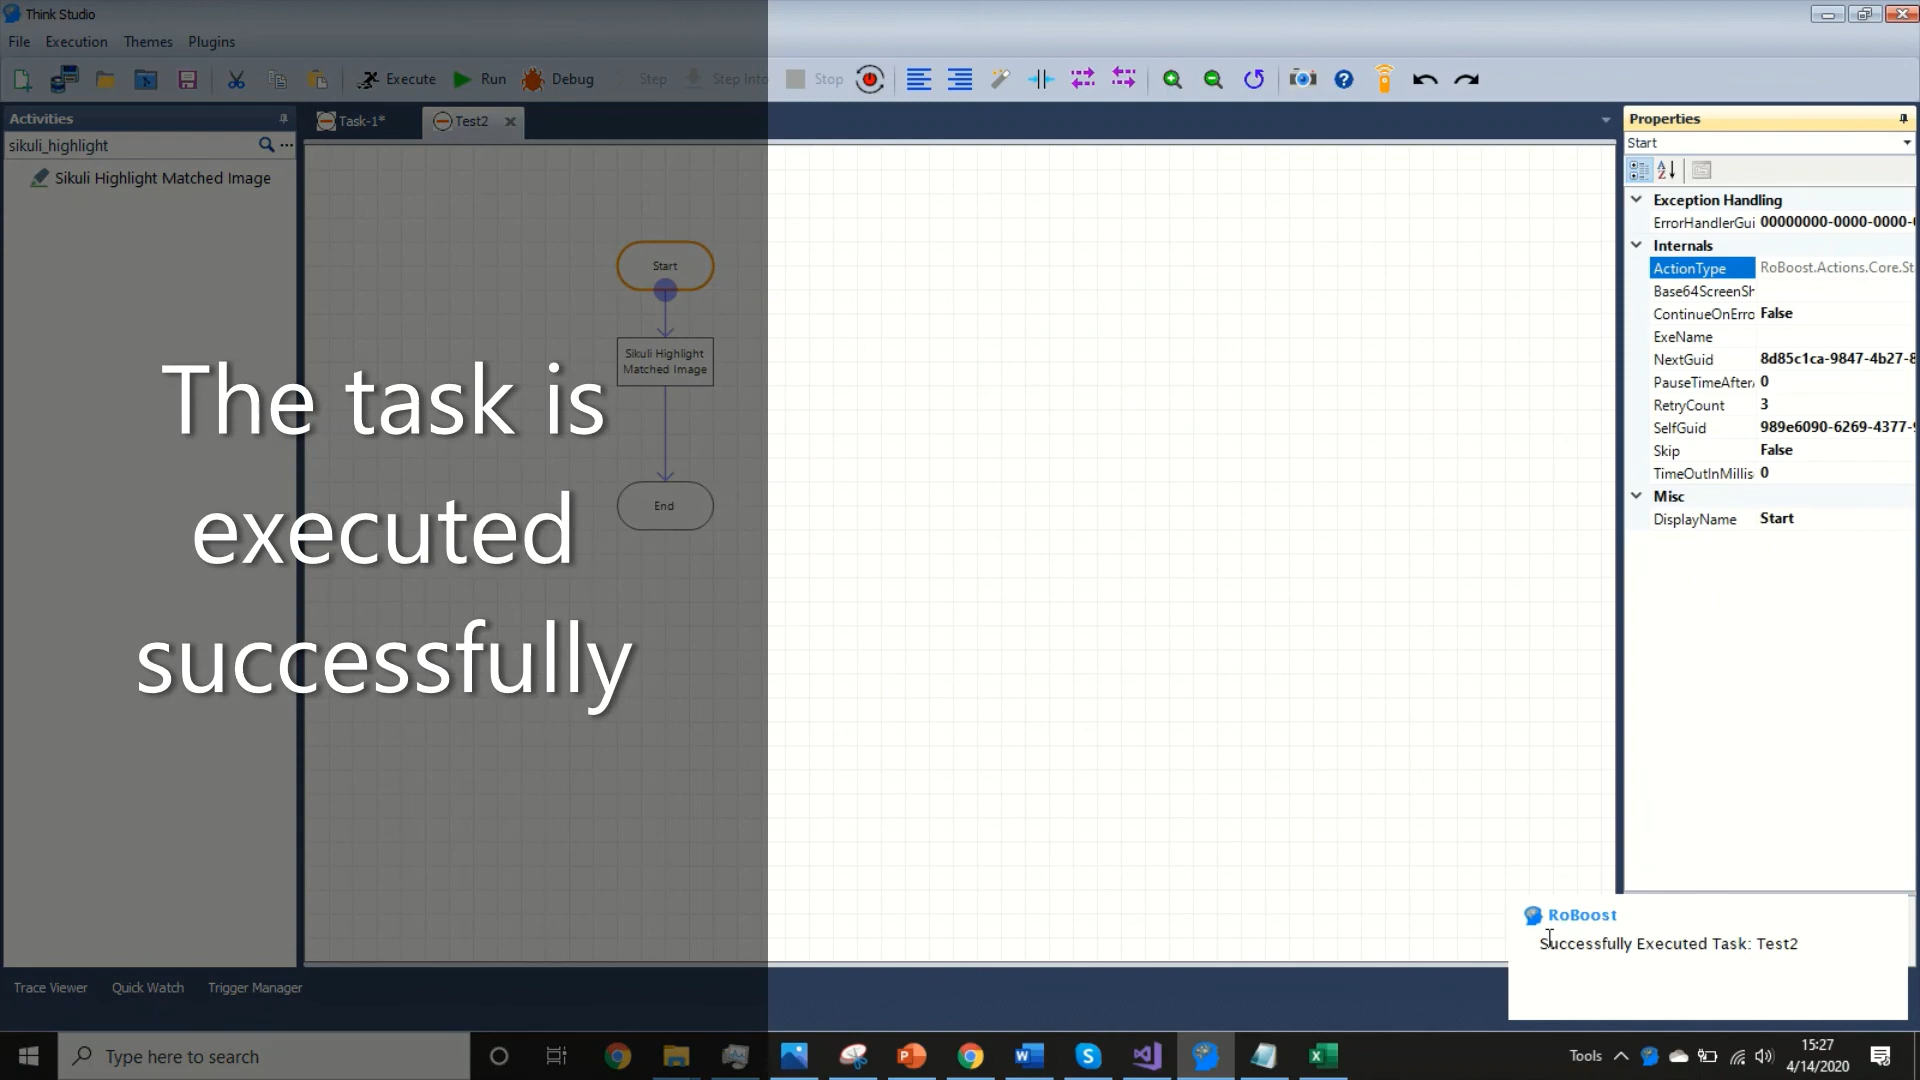 Think Studio
File Execution Themes Plugins
Execute Run Debug Step Step Into Stop
Activities
sikuli_highlight
Sikuli Highlight Matched Image
Task-1*
Test2
Start
Sikuli Highlight
Matched Image
End
The task is
executed
successfully
Properties
Start
Exception Handling
ErrorHandlerGui 00000000-0000-0000-
Internals
ActionType RoBoost.Actions.Core.St
Base64ScreenSh
ContinueOnErro False
ExeName
NextGuid 8d85c1ca-9847-4b27-8
PauseTimeAfter 0
RetryCount 3
SelfGuid 989e6090-6269-4377-9
Skip False
TimeOutInMillis 0
Misc
DisplayName Start
RoBoost
Successfully Executed Task: Test2
Trace Viewer Quick Watch Trigger Manager
Type here to search
Tools
15:27
4/14/2020